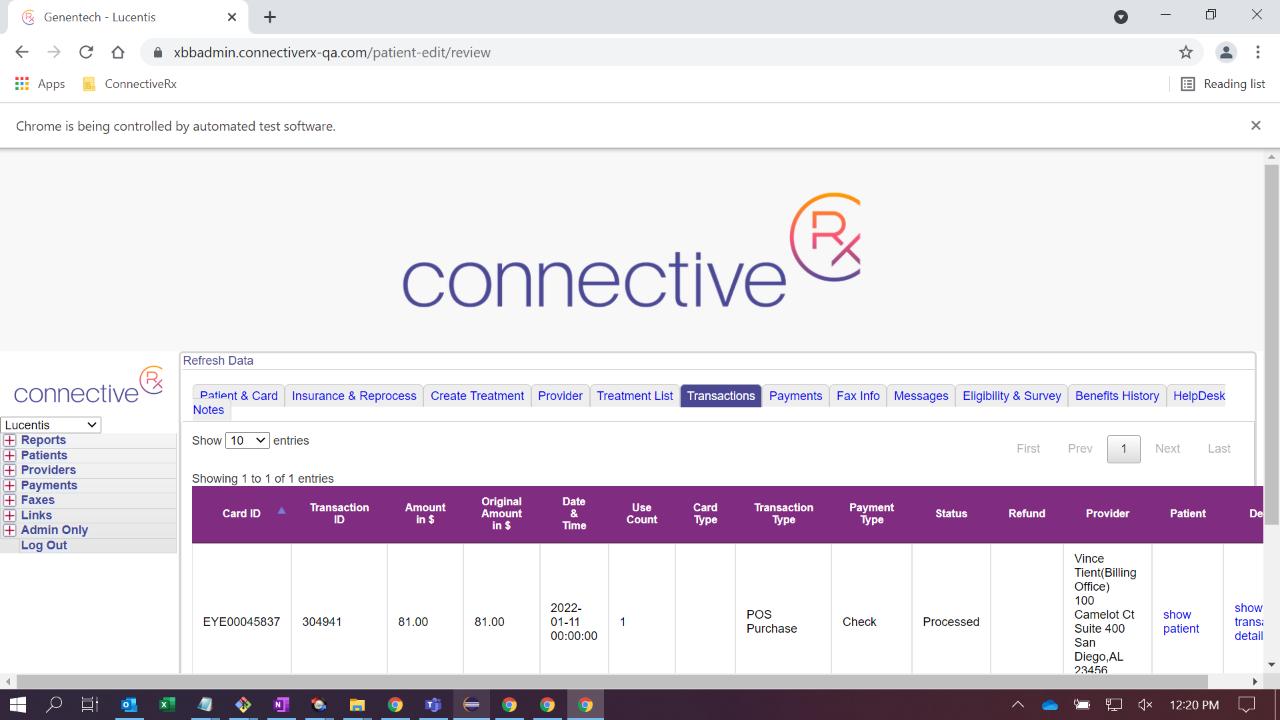 Genentech - Lucentis
xbbadmin.connectiverx-qa.com/patient-edit/review
Apps
ConnectiveRx
Reading list
Chrome is being controlled by automated test software.
connective Rx
connective Rx
Lucentis
Reports
Patients
Providers
Payments
Faxes
Links
Admin Only
Log Out
Refresh Data
Patient & Card Insurance & Reprocess Create Treatment Provider Treatment List Transactions Payments Fax Info Messages Eligibility & Survey Benefits History HelpDesk
Notes
Show 10 entries
First Prev 1 Next Last
Showing 1 to 1 of 1 entries
Card ID
Transaction
ID
Amount
in $
Original
Amount
in $
Date
&
Time
Use
Count
Card
Type
Transaction
Type
Payment
Type
Status
Refund
Provider
Patient
De
EYE00045837
304941
81.00
81.00
2022-
01-11
00:00:00
1
POS
Purchase
Check
Processed
Vince
Tient(Billing
Office)
100
Camelot Ct
Suite 400
San
Diego,AL
23456
show
patient
show
transa
detail
12:20 PM